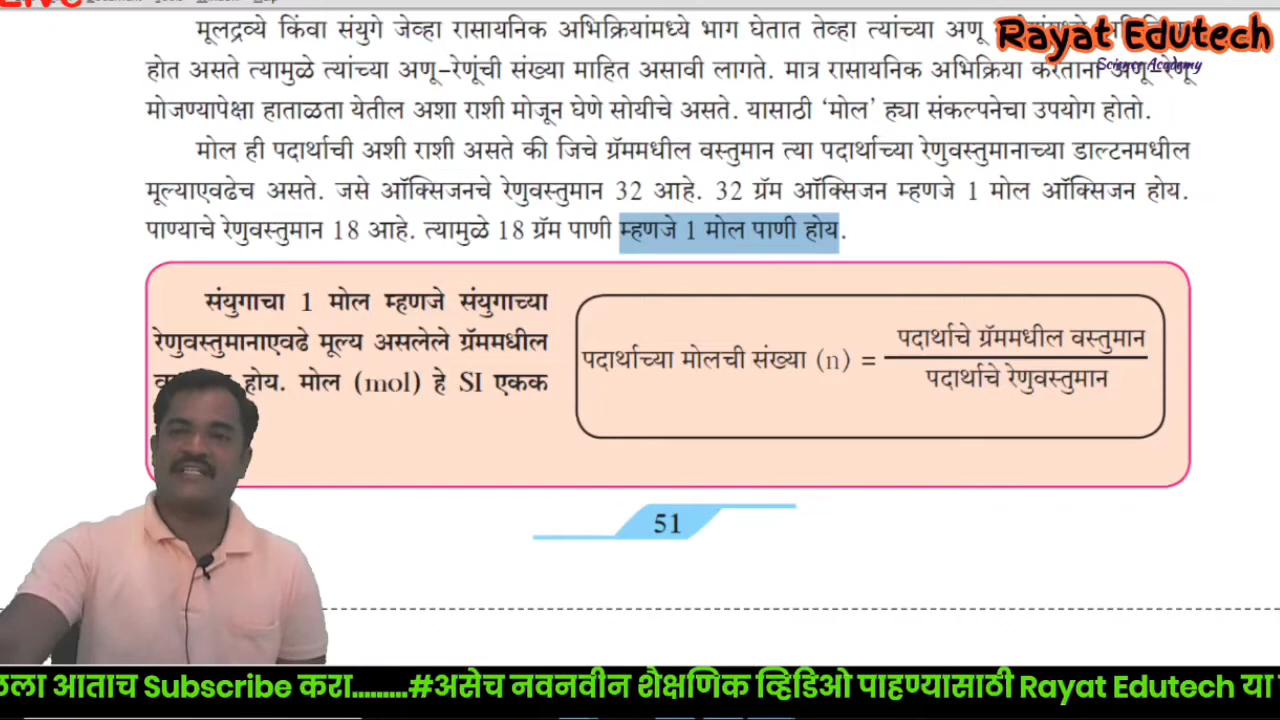 मूलद्रव्ये किंवा संयुगे जेव्हा रासायनिक अभिक्रियांमध्ये भाग घेतात तेव्हा त्यांच्या अणू
Rayat Edutech
Science Academy
होत असते त्यामुळे त्यांच्या अणू-रेणूंची संख्या माहित असावी लागते. मात्र रासायनिक अभिक्रिया करताना अणू-रेणू
मोजण्यापेक्षा हाताळता येतील अशा राशी मोजून घेणे सोयीचे असते. यासाठी ‘मोल’ ह्या संकल्पनेचा उपयोग होतो.
मोल ही पदार्थाची अशी राशी असते की जिचे ग्रॅममधील वस्तुमान त्या पदार्थाच्या रेणुवस्तुमानाच्या डाल्टनमधील
मूल्याएवढेच असते. जसे ऑक्सिजनचे रेणुवस्तुमान 32 आहे. 32 ग्रॅम ऑक्सिजन म्हणजे 1 मोल ऑक्सिजन होय.
पाण्याचे रेणुवस्तुमान 18 आहे. त्यामुळे 18 ग्रॅम पाणी म्हणजे 1 मोल पाणी होय.
संयुगाचा 1 मोल म्हणजे संयुगाच्या
रेणुवस्तुमानाएवढे मूल्य असलेले ग्रॅममधील
होय. मोल (mol) हे SI एकक
पदार्थाचे ग्रॅममधील वस्तुमान
पदार्थाच्या मोलची संख्या (n) =
पदार्थाचे रेणुवस्तुमान
51
आताच Subscribe करा.........#असेच नवनवीन शैक्षणिक व्हिडिओ पाहण्यासाठी Rayat Edutech या